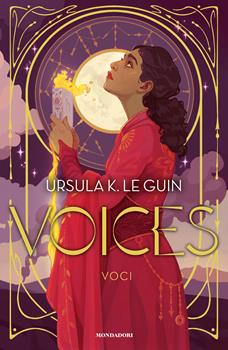 URSULA K. LE GUIN
VOICES
VOCI
MONDADORI